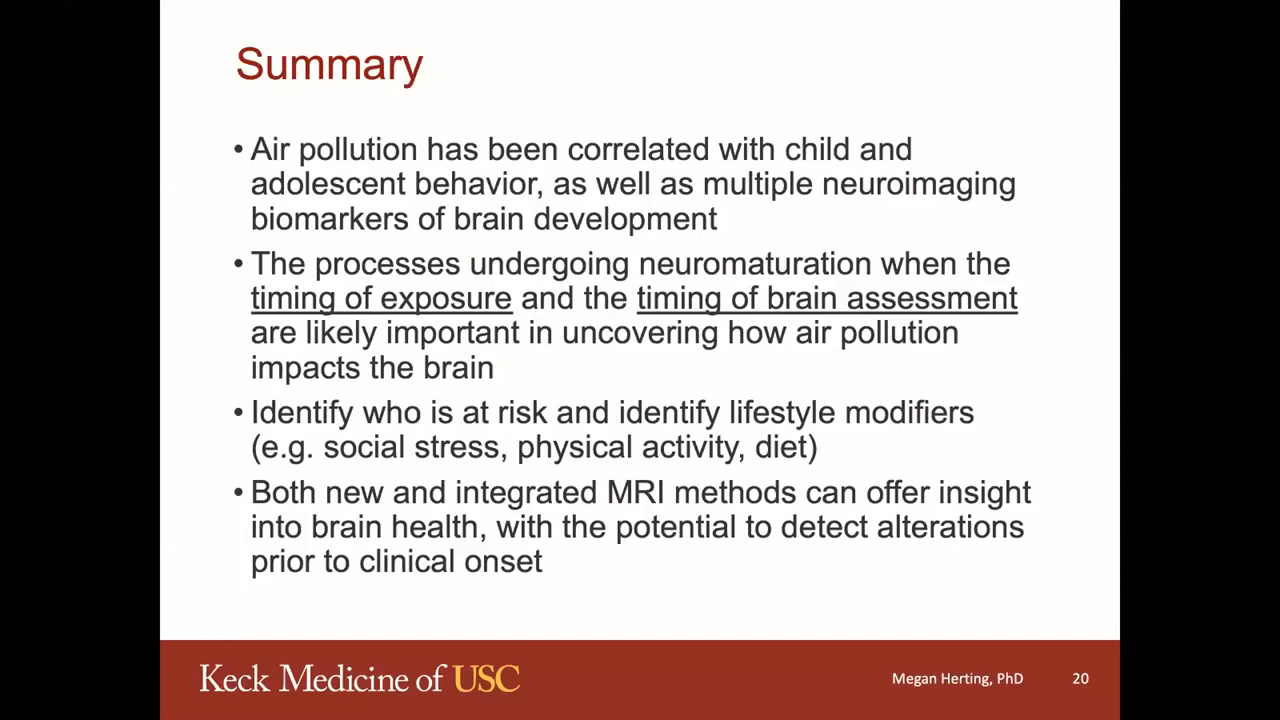 Summary
• Air pollution has been correlated with child and
adolescent behavior, as well as multiple neuroimaging
biomarkers of brain development
• The processes undergoing neuromaturation when the
timing of exposure and the timing of brain assessment
are likely important in uncovering how air pollution
impacts the brain
• Identify who is at risk and identify lifestyle modifiers
(e.g. social stress, physical activity, diet)
• Both new and integrated MRI methods can offer insight
into brain health, with the potential to detect alterations
prior to clinical onset
Keck Medicine of USC
Megan Herting, PhD
20